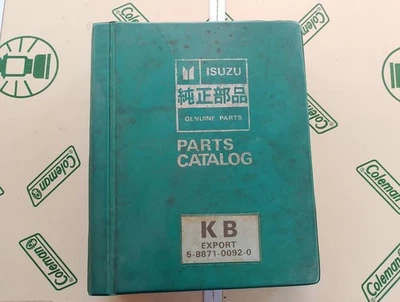 ISUZU
純正部品
GENUINE PARTS
PARTS
CATALOG
KB
EXPORT
5-8871-0092-0
Coleman
Coleman
Coleman
Coleman
Coleman